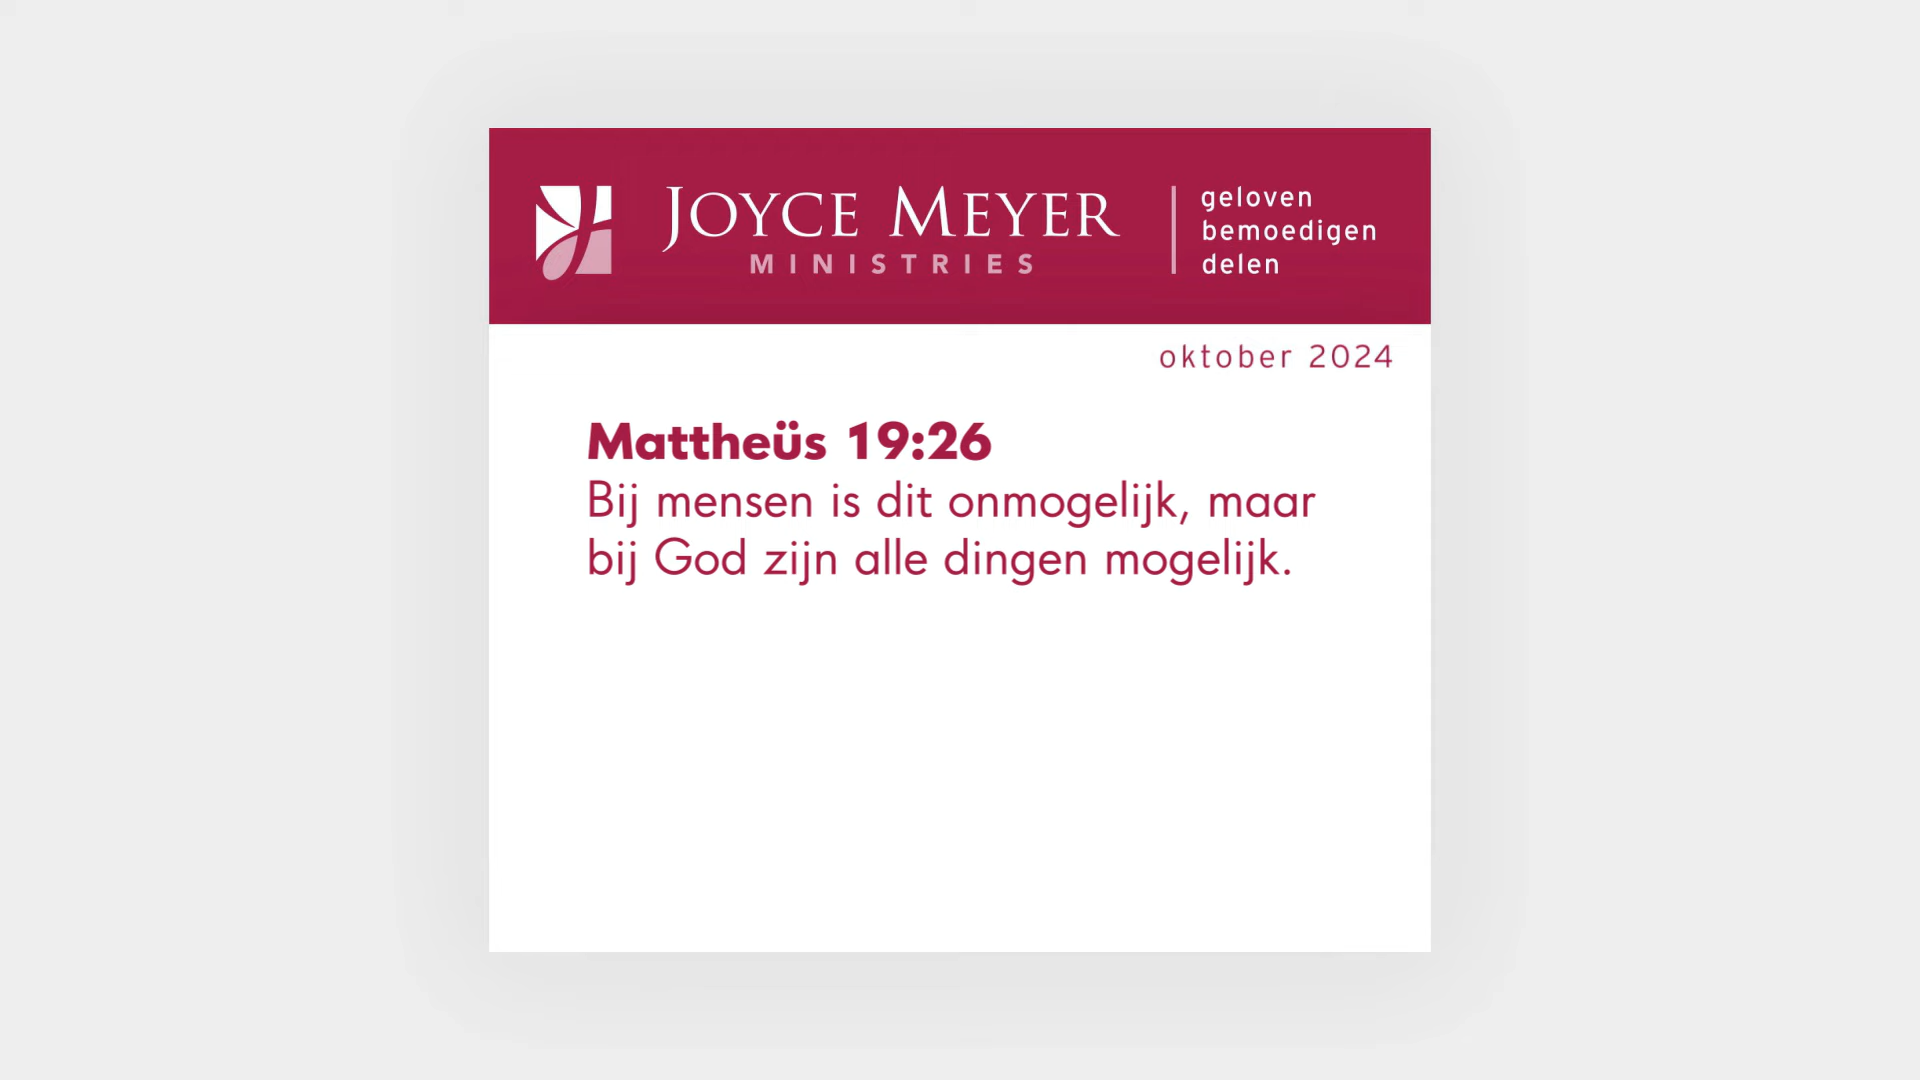 JOYCE MEYER
MINISTRIES
geloven
bemoedigen
delen
oktober 2024
Mattheüs 19:26
Bij mensen is dit onmogelijk, maar
bij God zijn alle dingen mogelijk.